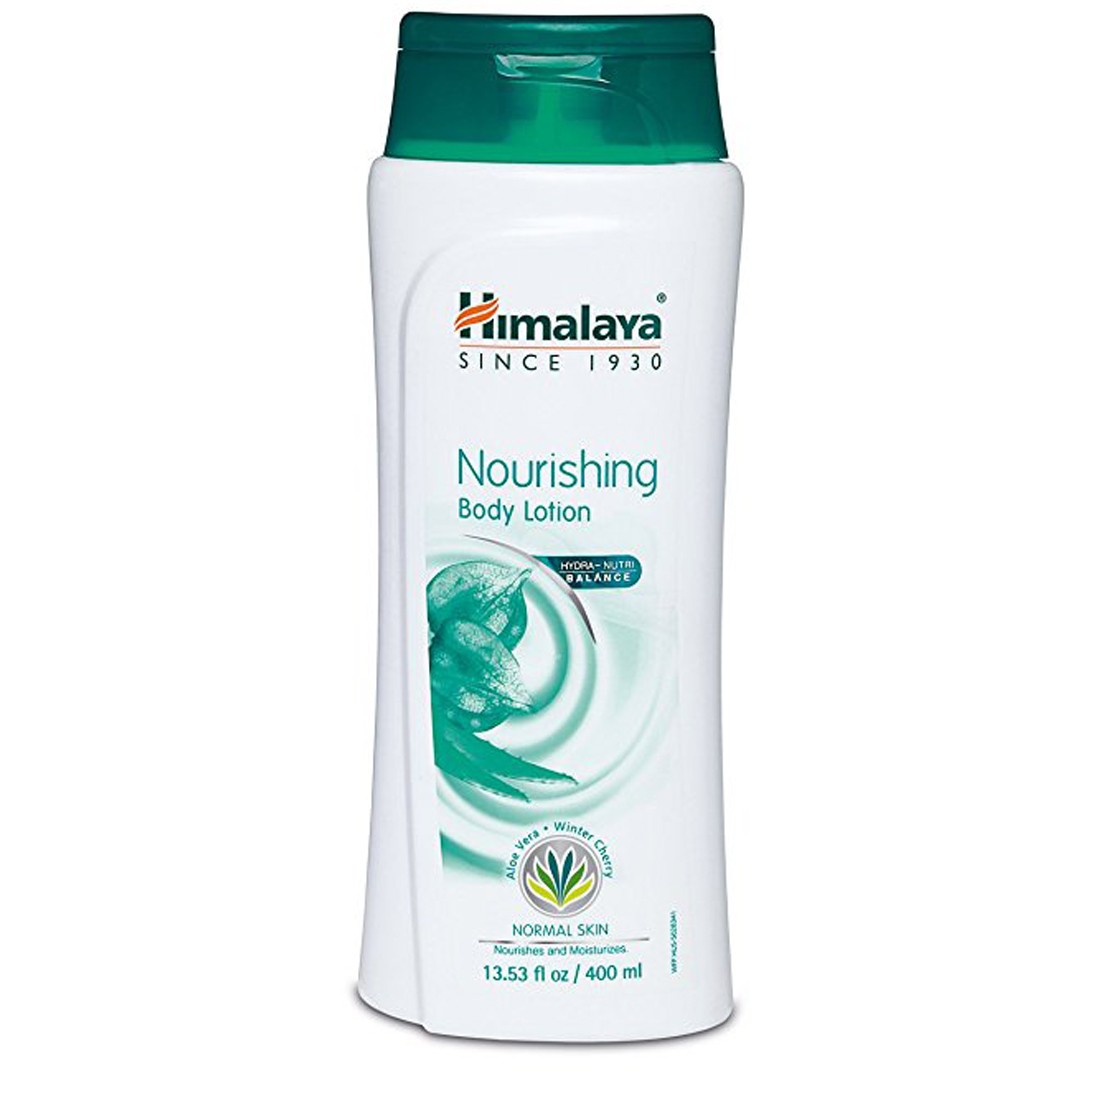 Himalaya®
SINCE 1930
Nourishing
Body Lotion
HYDRA-NUTRI
BALANCE
Aloe Vera • Winter Cherry
NORMAL SKIN
Nourishes and Moisturizes.
13.53 fl oz / 400 ml